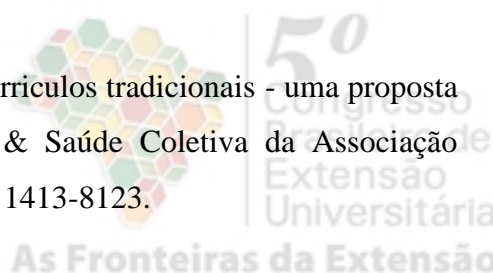 5º
Congresso
rriculos tradicionais - uma proposta
Brasileiro de
& Saúde Coletiva da Associação
Extensão
1413-8123.
Universitária
As Fronteiras da Extensão